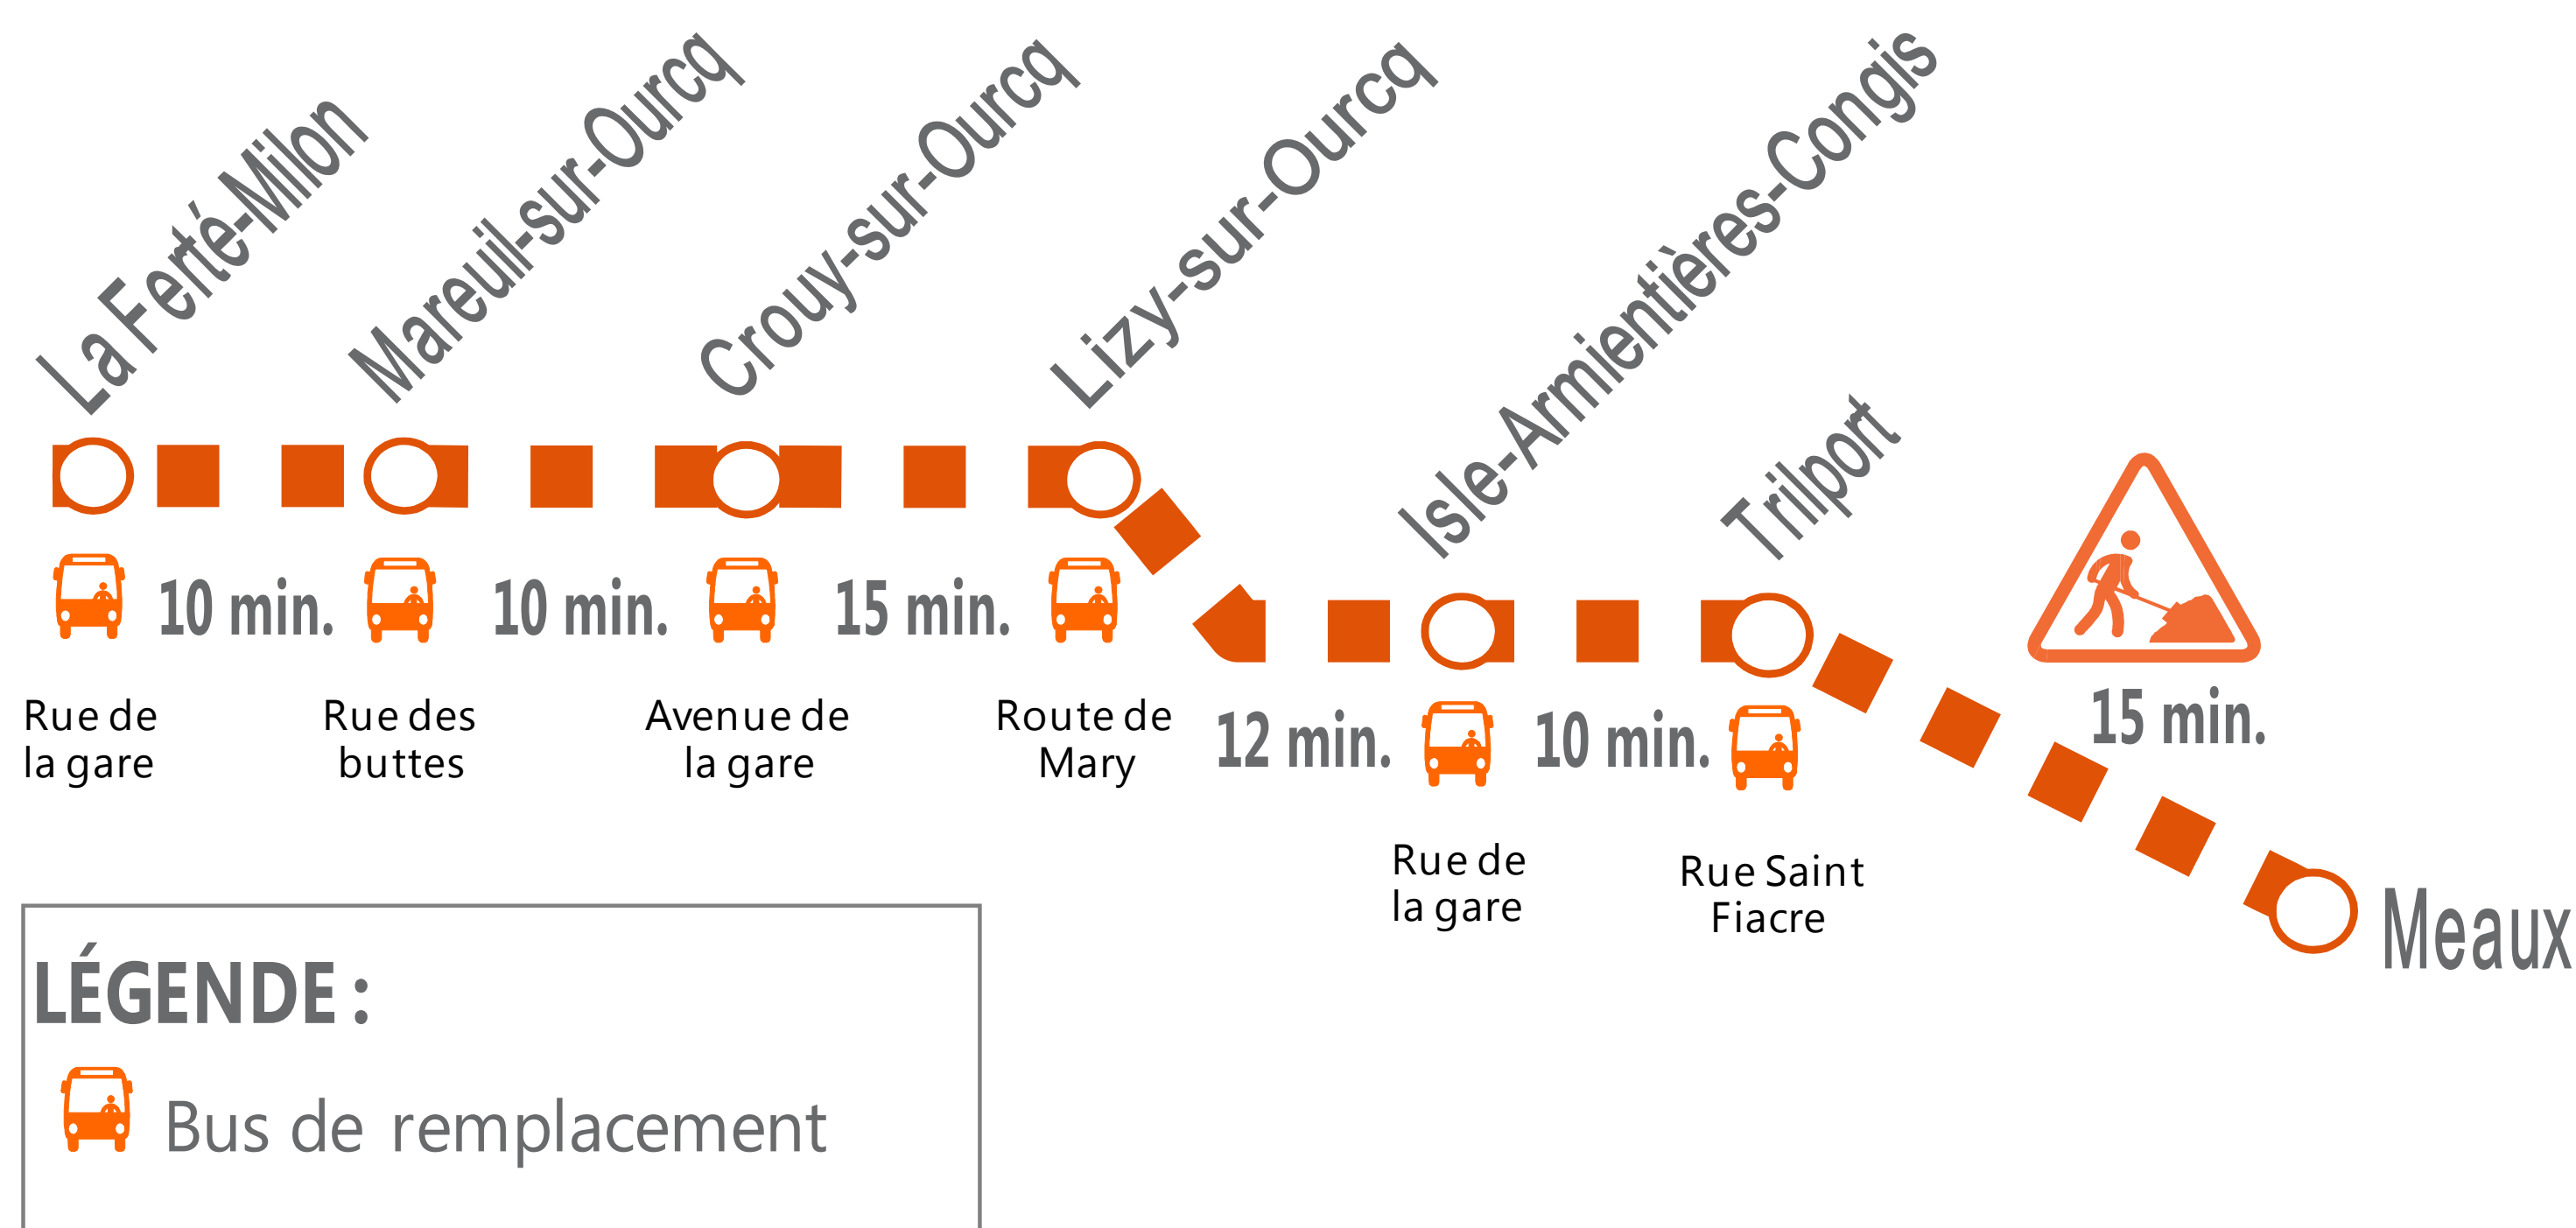 La Ferté-Milon
Mareuil-sur-Ourcq
Crouy-sur-Ourcq
Lizy-sur-Ourcq
Isle-Armientières-Congis
Trilport
10 min.
10 min.
15 min.
12 min.
10 min.
15 min.
Rue de
la gare
Rue des
buttes
Avenue de
la gare
Route de
Mary
Rue de
la gare
Rue Saint
Fiacre
Meaux
LÉGENDE :
Bus de remplacement